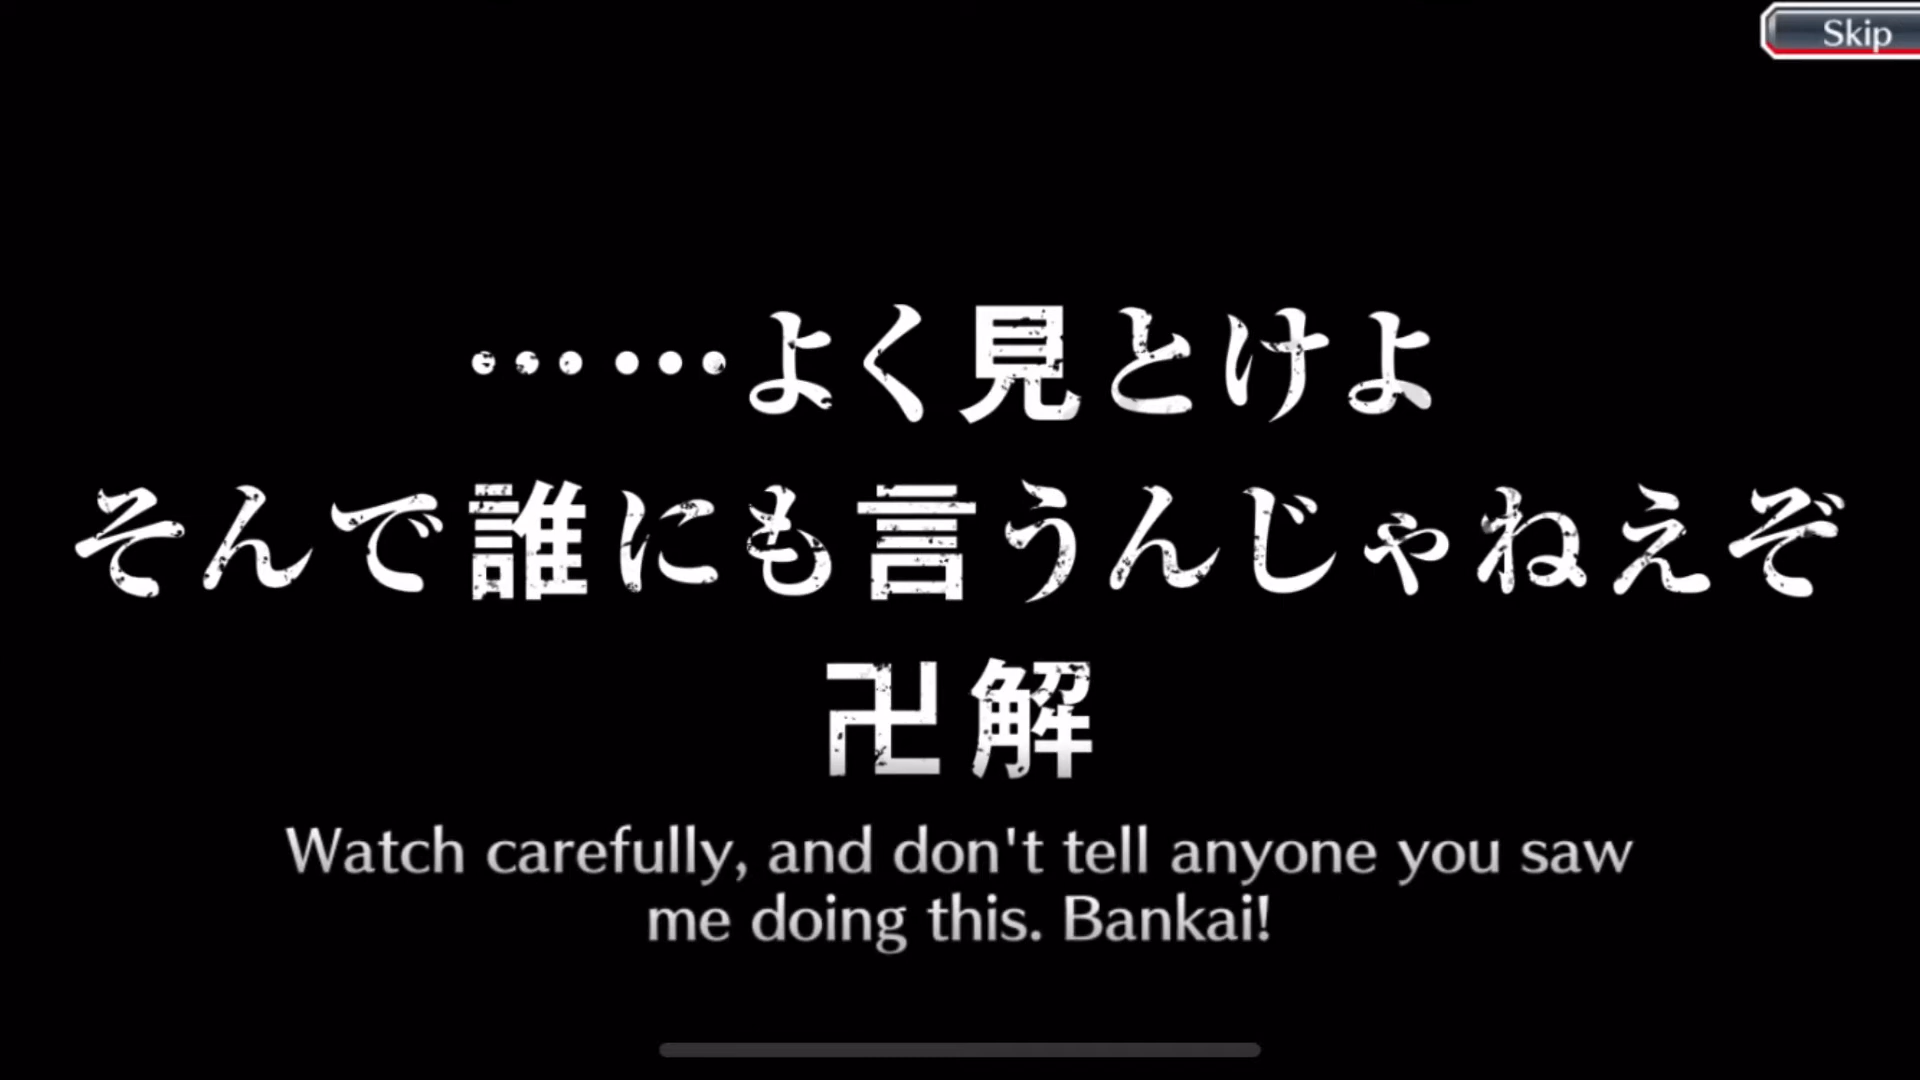 Skip
……よく見とけよ
そんで誰にも言うんじゃねえぞ
卍解
Watch carefully, and don't tell anyone you saw
me doing this. Bankai!